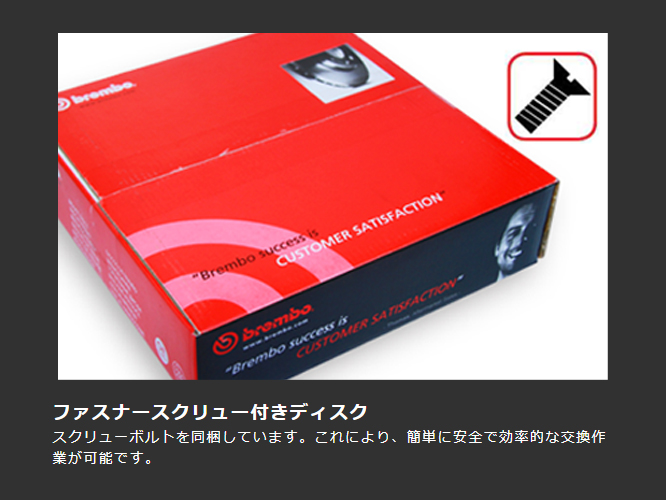 brembo
"Brembo success is
CUSTOMER SATISFACTION"
brembo
www.brembo.com
"Brembo success is
CUSTOMER SATISFACTION"
ファスナースクリュー付きディスク
スクリューボルトを同梱しています。これにより、簡単に安全で効率的な交換作
業が可能です。